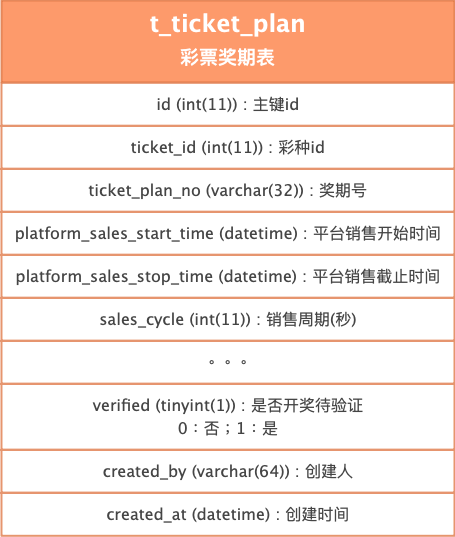 t_ticket_plan
彩票奖期表
id (int(11))：主键id
ticket_id (int(11))：彩种id
ticket_plan_no (varchar(32))：奖期号
platform_sales_start_time (datetime)：平台销售开始时间
platform_sales_stop_time (datetime)：平台销售截止时间
sales_cycle (int(11))：销售周期(秒)
。。。
verified (tinyint(1))：是否开奖待验证
0：否；1：是
created_by (varchar(64))：创建人
created_at (datetime)：创建时间